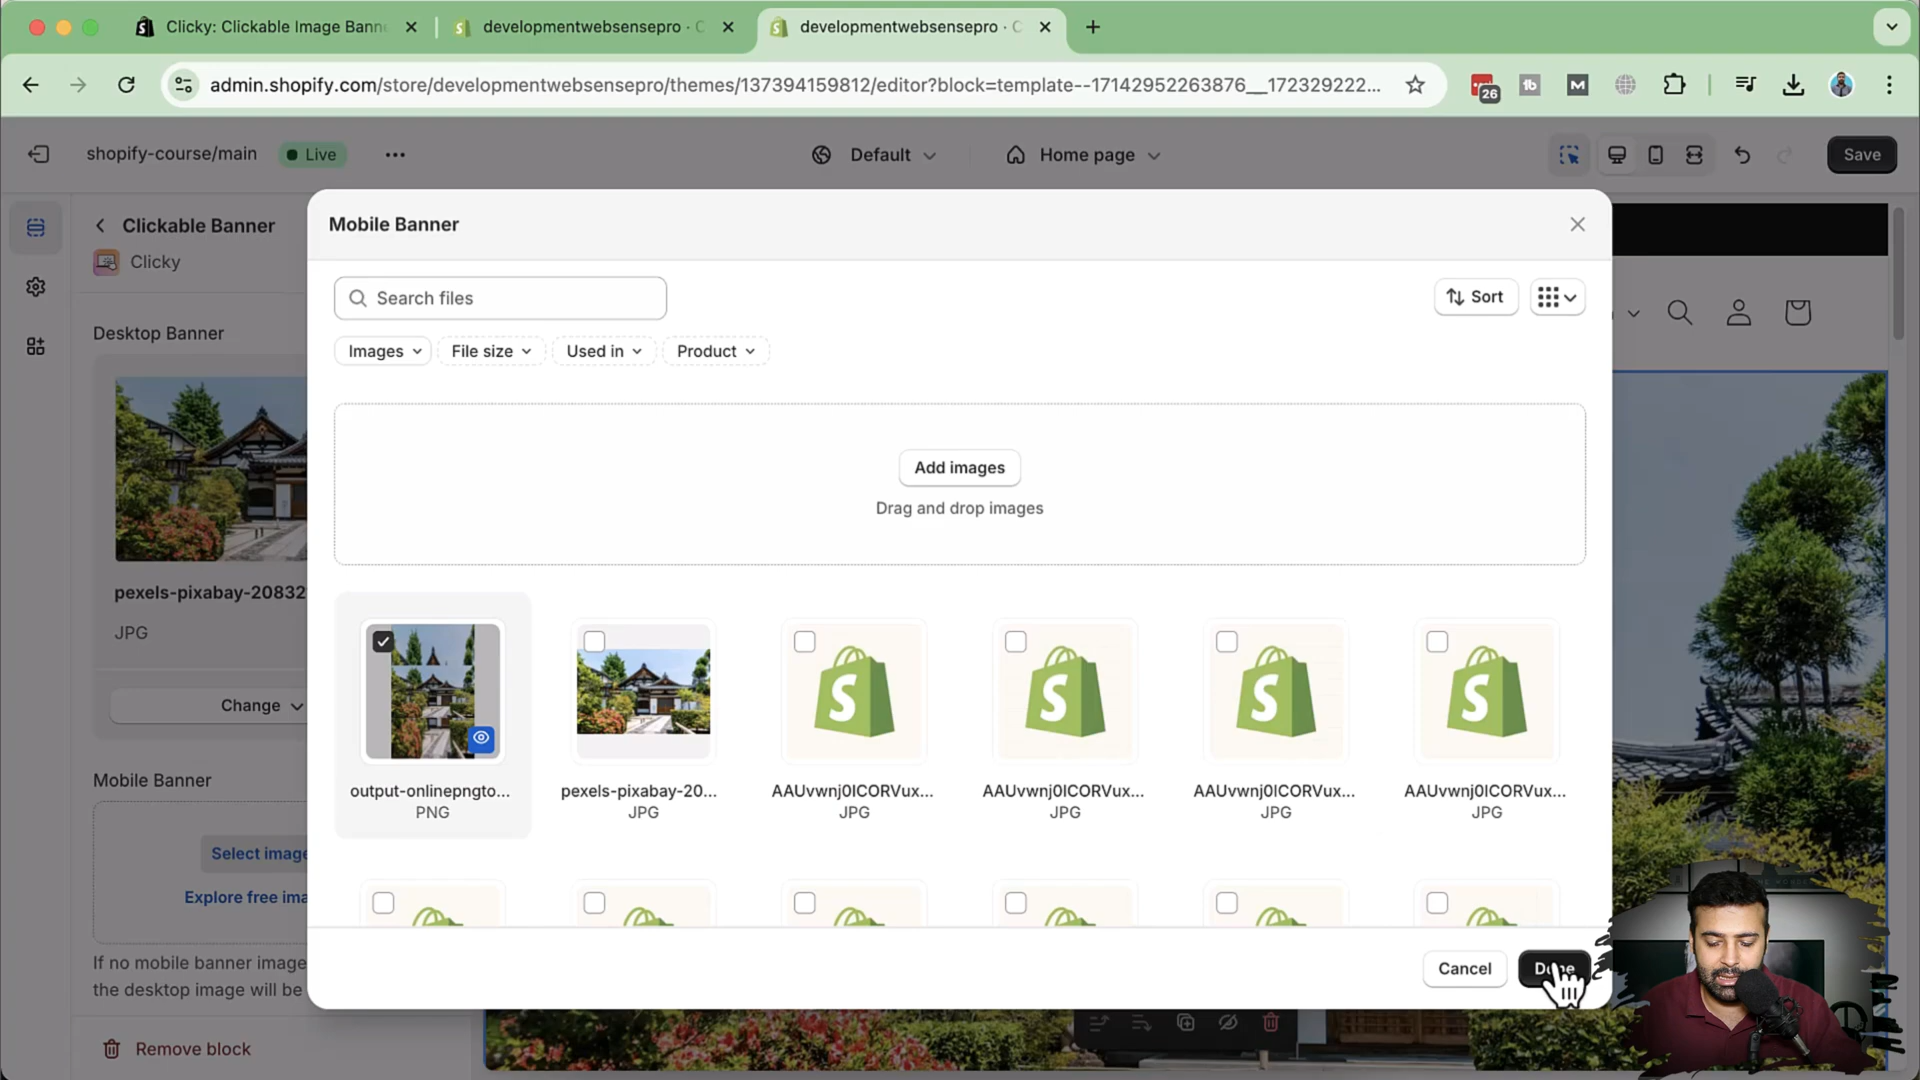 Clicky: Clickable Image Bann
developmentwebsensepro · C
developmentwebsensepro · C
admin.shopify.com/store/developmentwebsensepro/themes/137394159812/editor?block=template--17142952263876__172329222...
26
shopify-course/main
Live
Default
Home page
Save
Clickable Banner
Clicky
Desktop Banner
pexels-pixabay-20832
JPG
Change
Mobile Banner
Select image
Explore free ima
If no mobile banner image
the desktop image will be
Remove block
Mobile Banner
Search files
Sort
Images
File size
Used in
Product
Add images
Drag and drop images
output-onlinepngto...
PNG
pexels-pixabay-20...
JPG
AAUvwnj0ICORVux...
JPG
AAUvwnj0ICORVux...
JPG
AAUvwnj0ICORVux...
JPG
AAUvwnj0ICORVux...
JPG
Cancel
Done